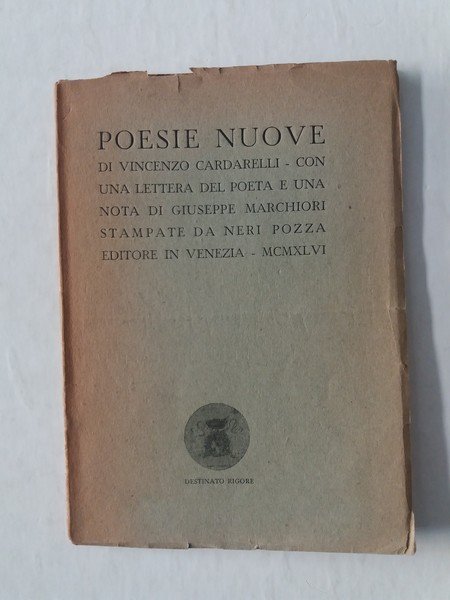 POESIE NUOVE
DI VINCENZO CARDARELLI - CON
UNA LETTERA DEL POETA E UNA
NOTA DI GIUSEPPE MARCHIORI
STAMPATE DA NERI POZZA
EDITORE IN VENEZIA - MCMXLVI
DESTINATO RIGORE